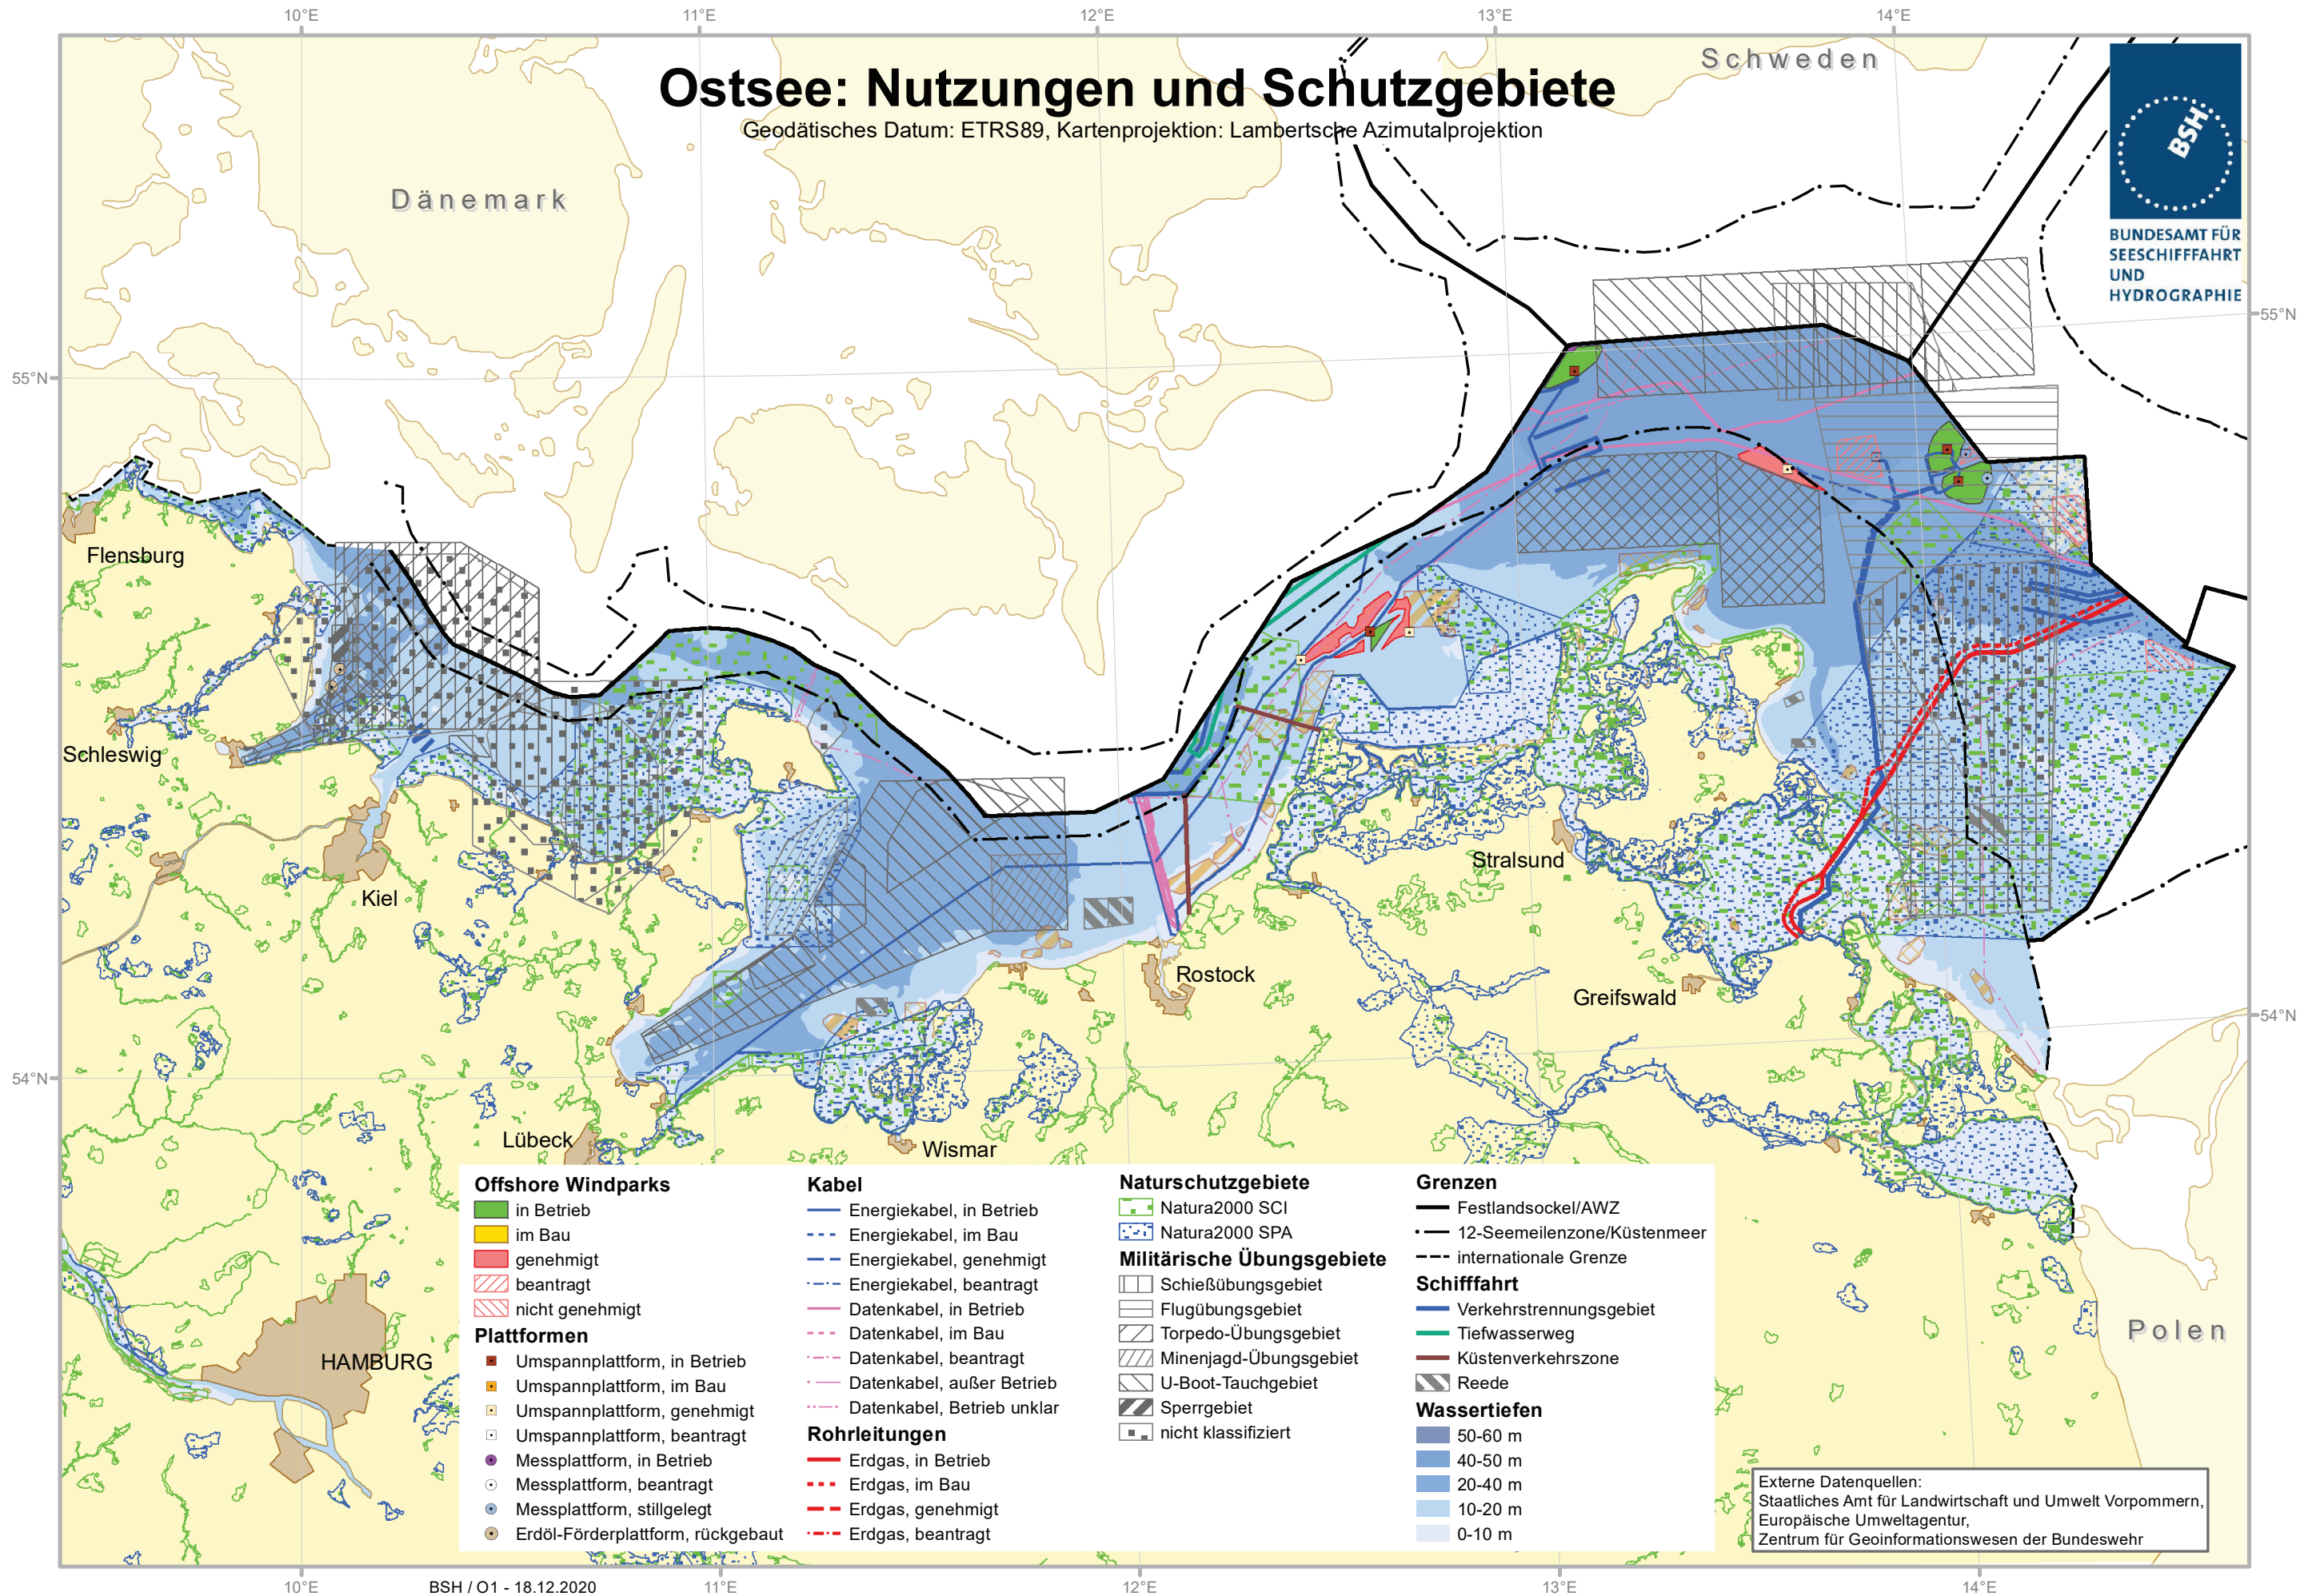 10°E
11°E
12°E
13°E
14°E
Schweden
Ostsee: Nutzungen und Schutzgebiete
Geodätisches Datum: ETRS89, Kartenprojektion: Lambertsche Azimutalprojektion
BSH
BUNDESAMT FÜR
SEESCHIFFFAHRT
UND
HYDROGRAPHIE
Dänemark
55°N
55°N
Flensburg
Schleswig
Kiel
Stralsund
Rostock
Greifswald
54°N
54°N
Lübeck
Wismar
HAMBURG
Polen
Offshore Windparks
in Betrieb
im Bau
genehmigt
beantragt
nicht genehmigt
Plattformen
Umspannplattform, in Betrieb
Umspannplattform, im Bau
Umspannplattform, genehmigt
Umspannplattform, beantragt
Messplattform, in Betrieb
Messplattform, beantragt
Messplattform, stillgelegt
Erdöl-Förderplattform, rückgebaut
Kabel
Energiekabel, in Betrieb
Energiekabel, im Bau
Energiekabel, genehmigt
Energiekabel, beantragt
Datenkabel, in Betrieb
Datenkabel, im Bau
Datenkabel, beantragt
Datenkabel, außer Betrieb
Datenkabel, Betrieb unklar
Rohrleitungen
Erdgas, in Betrieb
Erdgas, im Bau
Erdgas, genehmigt
Erdgas, beantragt
Naturschutzgebiete
Natura2000 SCI
Natura2000 SPA
Militärische Übungsgebiete
Schießübungsgebiet
Flugübungsgebiet
Torpedo-Übungsgebiet
Minenjagd-Übungsgebiet
U-Boot-Tauchgebiet
Sperrgebiet
nicht klassifiziert
Grenzen
Festlandsockel/AWZ
12-Seemeilenzone/Küstenmeer
internationale Grenze
Schifffahrt
Verkehrstrennungsgebiet
Tiefwasserweg
Küstenverkehrszone
Reede
Wassertiefen
50-60 m
40-50 m
20-40 m
10-20 m
0-10 m
Externe Datenquellen:
Staatliches Amt für Landwirtschaft und Umwelt Vorpommern,
Europäische Umweltagentur,
Zentrum für Geoinformationswesen der Bundeswehr
10°E
BSH / O1 - 18.12.2020
11°E
12°E
13°E
14°E